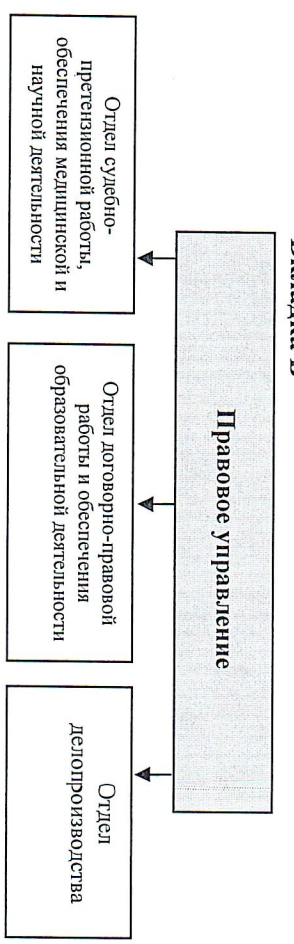 Правовое управление
Отдел судебно-
претензионной работы,
обеспечения медицинской и
научной деятельности
Отдел договорно-правовой
работы и обеспечения
образовательной деятельности
Отдел
делопроизводства